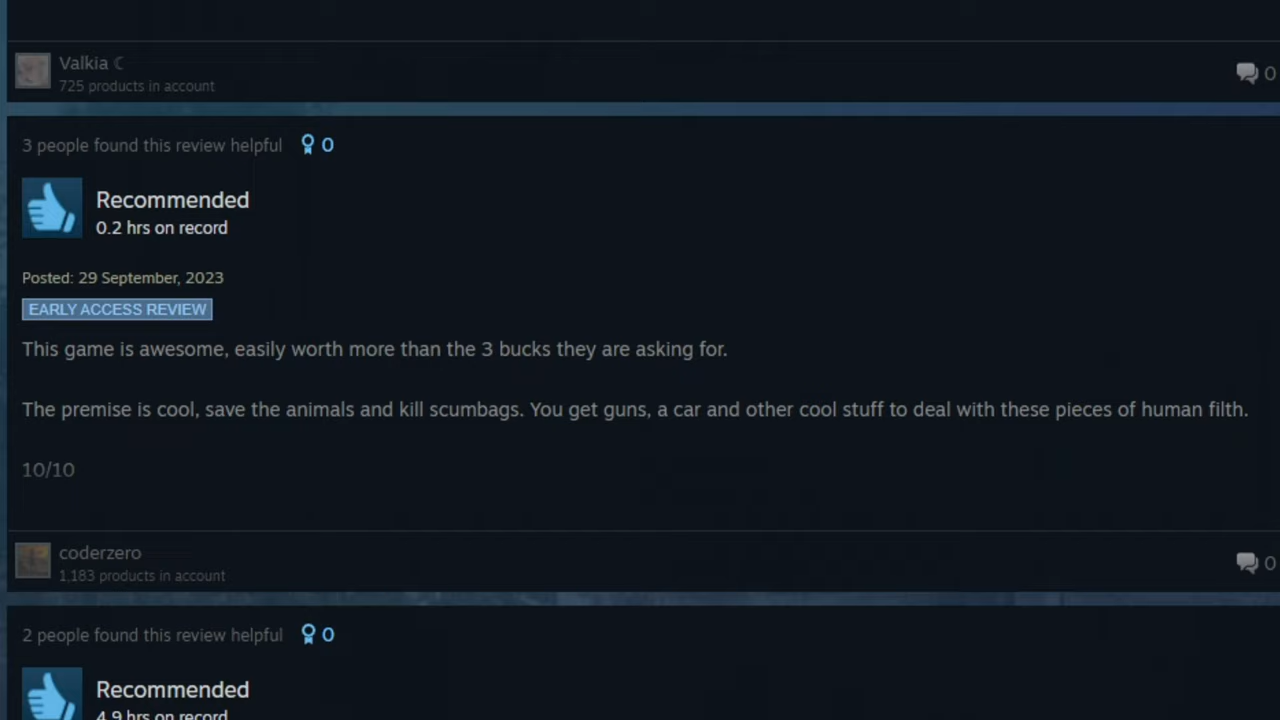 Valkia ☾
725 products in account
0
3 people found this review helpful 0
Recommended
0.2 hrs on record
Posted: 29 September, 2023
EARLY ACCESS REVIEW
This game is awesome, easily worth more than the 3 bucks they are asking for.
The premise is cool, save the animals and kill scumbags. You get guns, a car and other cool stuff to deal with these pieces of human filth.
10/10
coderzero
1,183 products in account
0
2 people found this review helpful 0
Recommended
4.9 hrs on record